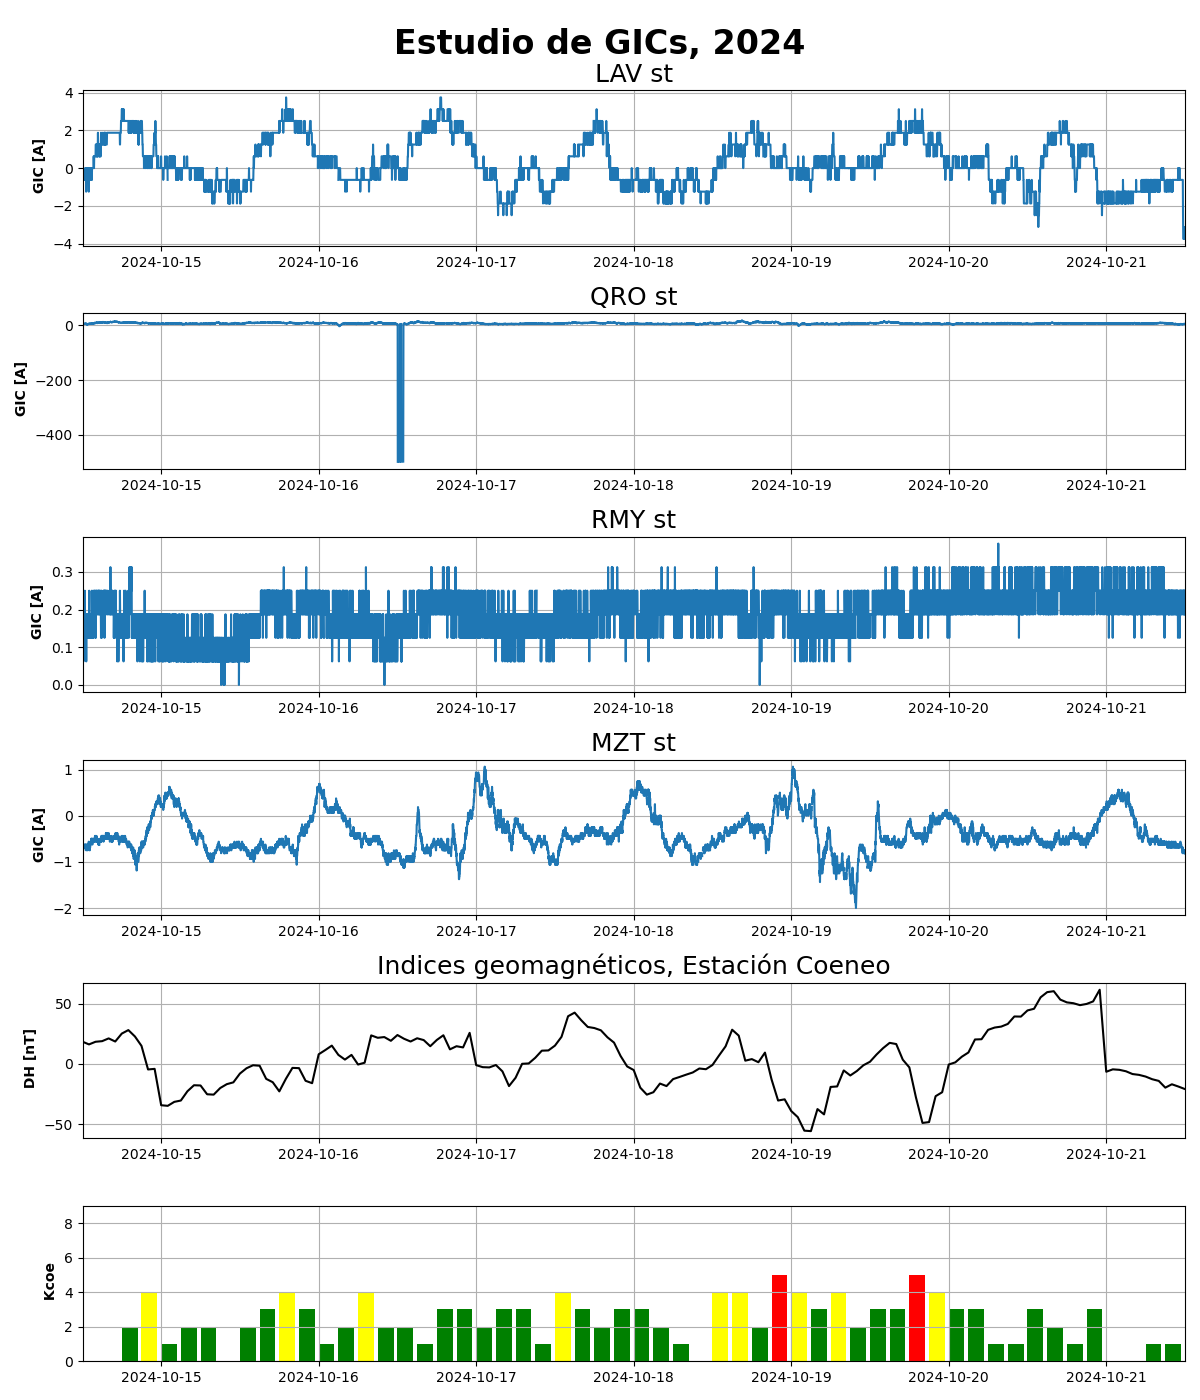 Estudio de GICs, 2024
LAV st
GIC [A]
4
2
0
−2
−4
2024-10-15 2024-10-16 2024-10-17 2024-10-18 2024-10-19 2024-10-20 2024-10-21
QRO st
GIC [A]
0
−200
−400
2024-10-15 2024-10-16 2024-10-17 2024-10-18 2024-10-19 2024-10-20 2024-10-21
RMY st
GIC [A]
0.3
0.2
0.1
0.0
2024-10-15 2024-10-16 2024-10-17 2024-10-18 2024-10-19 2024-10-20 2024-10-21
MZT st
GIC [A]
1
0
−1
−2
2024-10-15 2024-10-16 2024-10-17 2024-10-18 2024-10-19 2024-10-20 2024-10-21
Indices geomagnéticos, Estación Coeneo
DH [nT]
50
0
−50
2024-10-15 2024-10-16 2024-10-17 2024-10-18 2024-10-19 2024-10-20 2024-10-21
Kcoe
8
6
4
2
0
2024-10-15 2024-10-16 2024-10-17 2024-10-18 2024-10-19 2024-10-20 2024-10-21